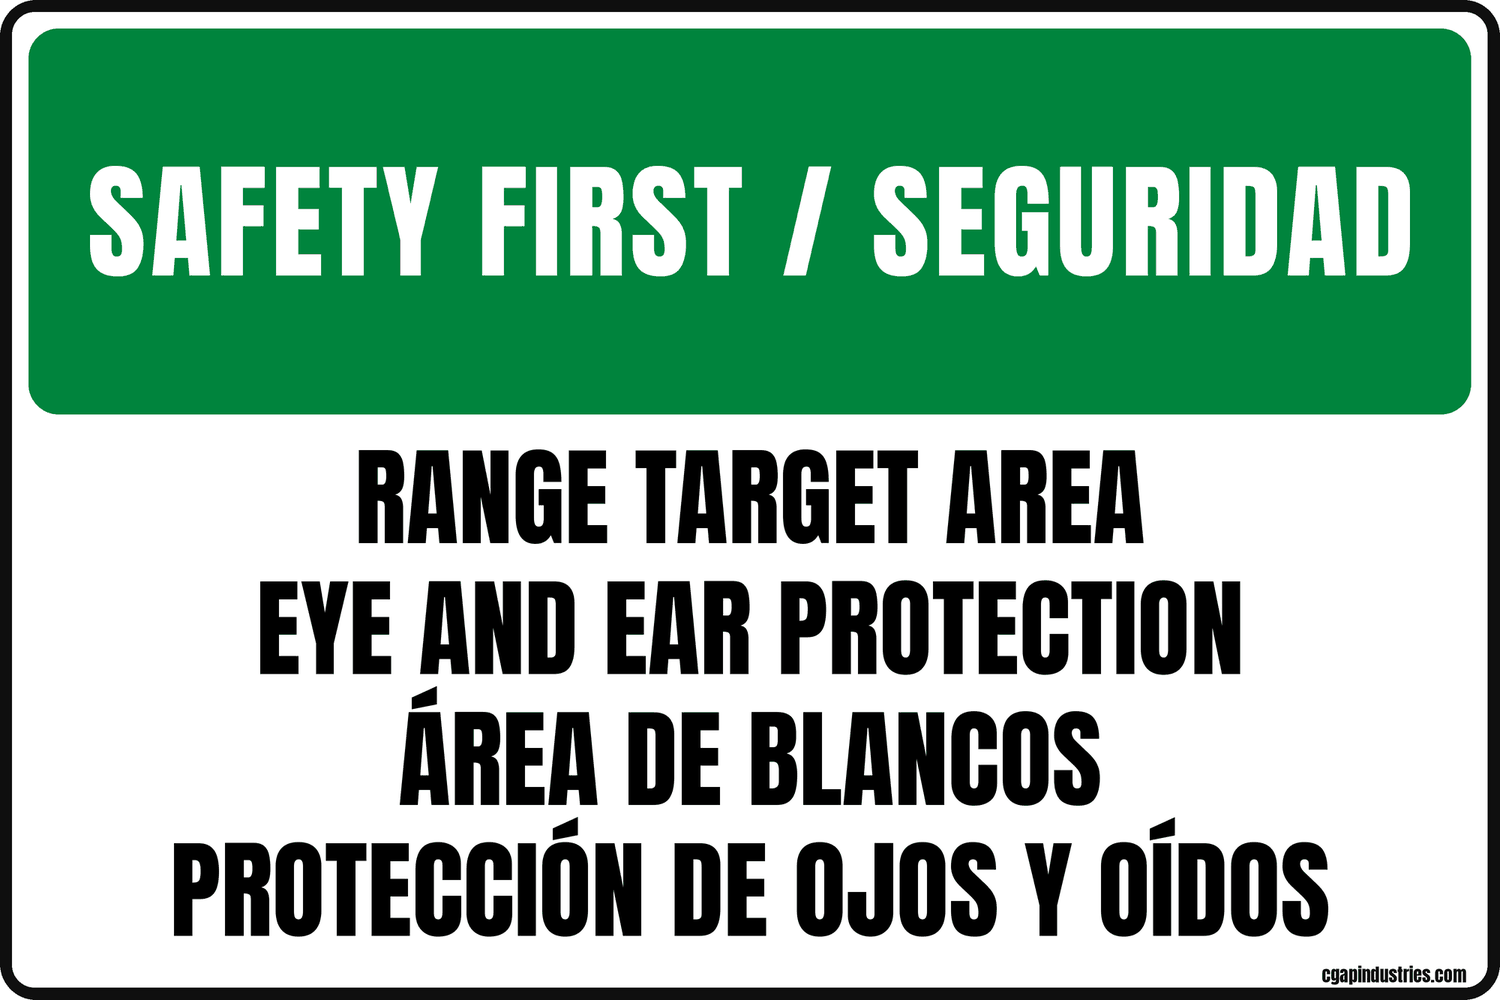 SAFETY FIRST / SEGURIDAD
RANGE TARGET AREA
EYE AND EAR PROTECTION
ÁREA DE BLANCOS
PROTECCIÓN DE OJOS Y OÍDOS
cgapindustries.com